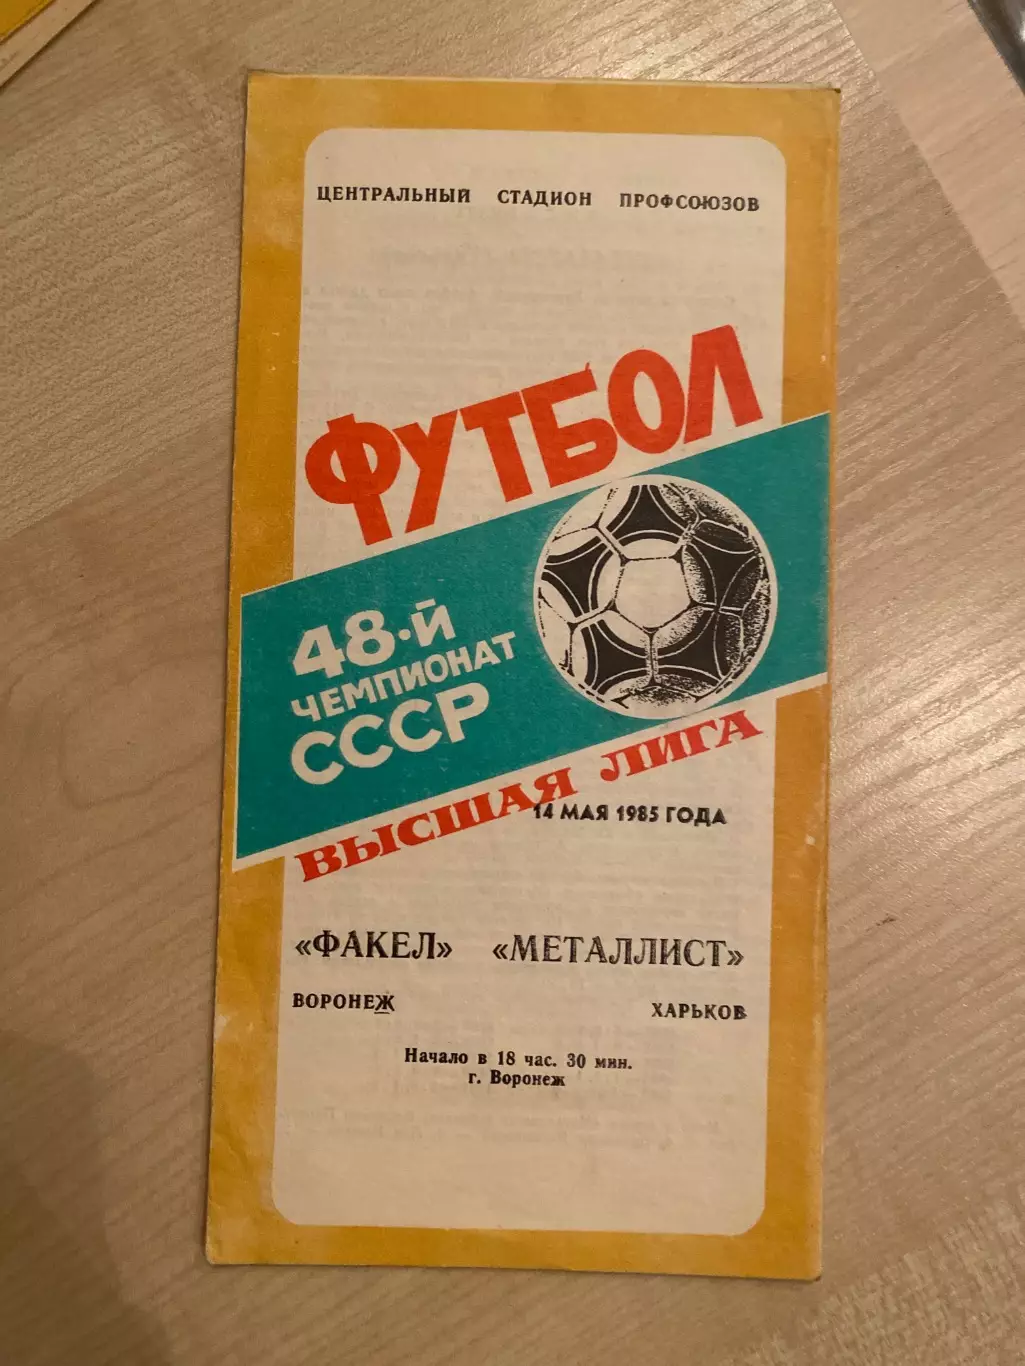 ЦЕНТРАЛЬНЫЙ СТАДИОН ПРОФСОЮЗОВ
ФУТБОЛ
48-Й
ЧЕМПИОНАТ
СССР
ВЫСШАЯ ЛИГА
14 МАЯ 1985 ГОДА
«ФАКЕЛ» «МЕТАЛЛИСТ»
ВОРОНЕЖ ХАРЬКОВ
Начало в 18 час. 30 мин.
г. Воронеж